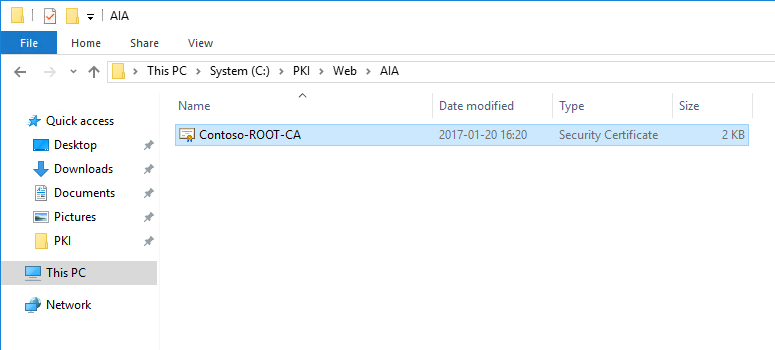 AIA
File Home Share View
This PC > System (C:) > PKI > Web > AIA
Name Date modified Type Size
Quick access
Contoso-ROOT-CA 2017-01-20 16:20 Security Certificate 2 KB
Desktop
Downloads
Documents
Pictures
PKI
This PC
Network